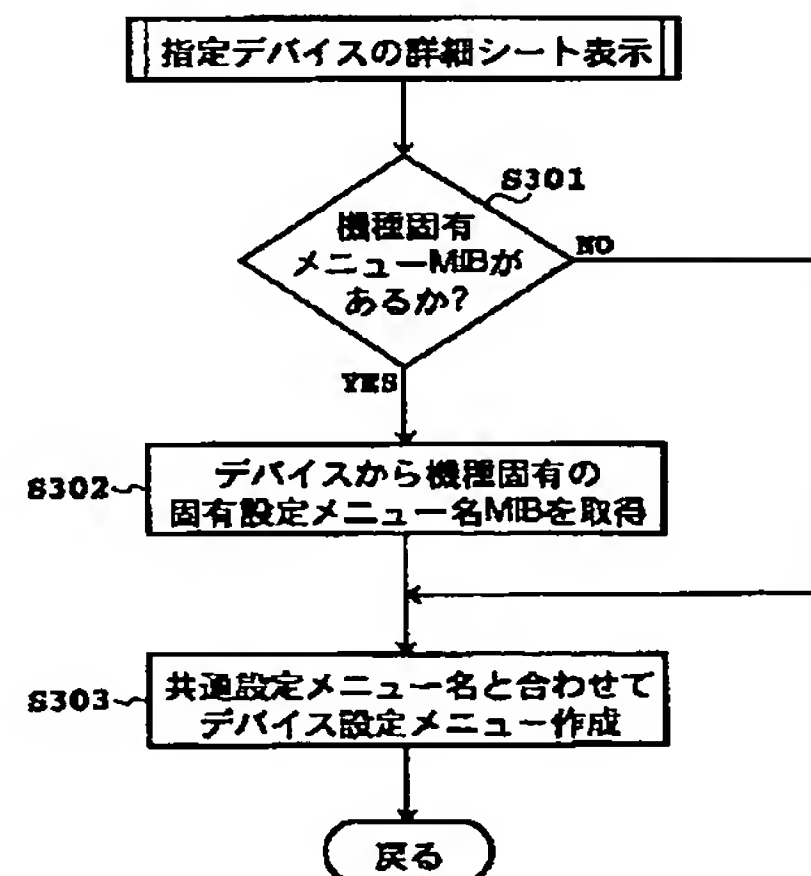 指定デバイスの詳細シート表示
S301
機種固有
メニューMIBが
あるか?
NO
YES
S302
デバイスから機種固有の
固有設定メニュー名MIBを取得
S303
共通設定メニュー名と合わせて
デバイス設定メニュー作成
戻る